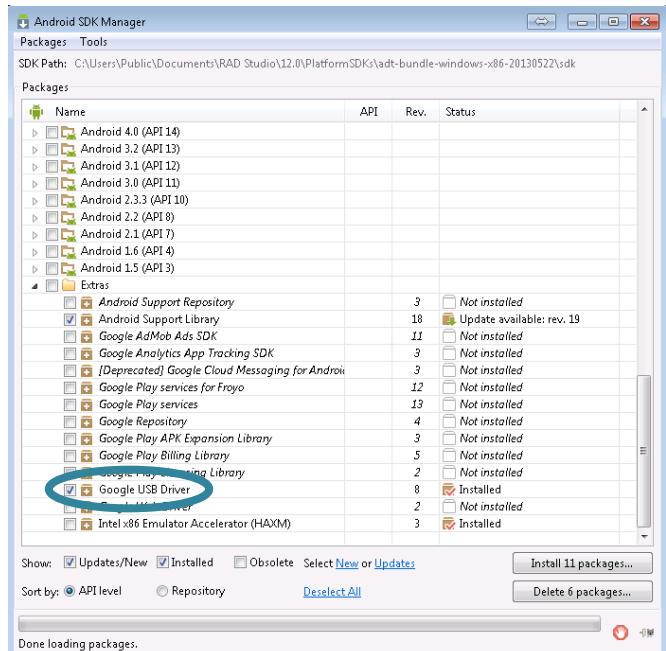 Android SDK Manager
Packages Tools
SDK Path: C:\Users\Public\Documents\RAD Studio\12.0\PlatformSDKs\adt-bundle-windows-x86-20130522\sdk
Packages
Name API Rev. Status
Android 4.0 (API 14)
Android 3.2 (API 13)
Android 3.1 (API 12)
Android 3.0 (API 11)
Android 2.3.3 (API 10)
Android 2.2 (API 8)
Android 2.1 (API 7)
Android 1.6 (API 4)
Android 1.5 (API 3)
Extras
Android Support Repository 3 Not installed
Android Support Library 18 Update available: rev. 19
Google AdMob Ads SDK 11 Not installed
Google Analytics App Tracking SDK 3 Not installed
[Deprecated] Google Cloud Messaging for Androi 3 Not installed
Google Play services for Froyo 12 Not installed
Google Play services 13 Not installed
Google Repository 4 Not installed
Google Play APK Expansion Library 3 Not installed
Google Play Billing Library 5 Not installed
Library 2 Not installed
Google USB Driver 8 Installed
2 Not installed
Intel x86 Emulator Accelerator (HAXM) 3 Installed
Show: Updates/New Installed Obsolete Select New or Updates Install 11 packages...
Sort by: API level Repository Deselect All Delete 6 packages...
Done loading packages.